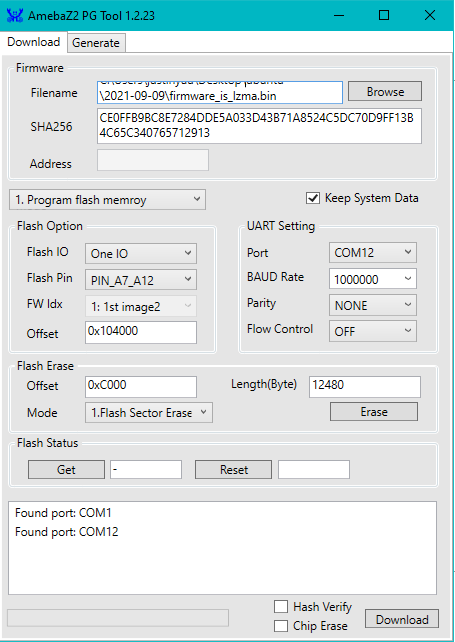 AmebaZ2 PG Tool 1.2.23
Download Generate
Firmware
Filename
\2021-09-09\firmware_is_lzma.bin
Browse
SHA256
CE0FFB9BC8E7284DDE5A033D43B71A8524C5DC70D9FF13B
4C65C340765712913
Address
1. Program flash memroy
Keep System Data
Flash Option
Flash IO One IO
Flash Pin PIN_A7_A12
FW Idx 1: 1st image2
Offset 0x104000
UART Setting
Port COM12
BAUD Rate 1000000
Parity NONE
Flow Control OFF
Flash Erase
Offset 0xC000
Length(Byte) 12480
Mode 1.Flash Sector Erase
Erase
Flash Status
Get - Reset
Found port: COM1
Found port: COM12
Hash Verify
Chip Erase
Download